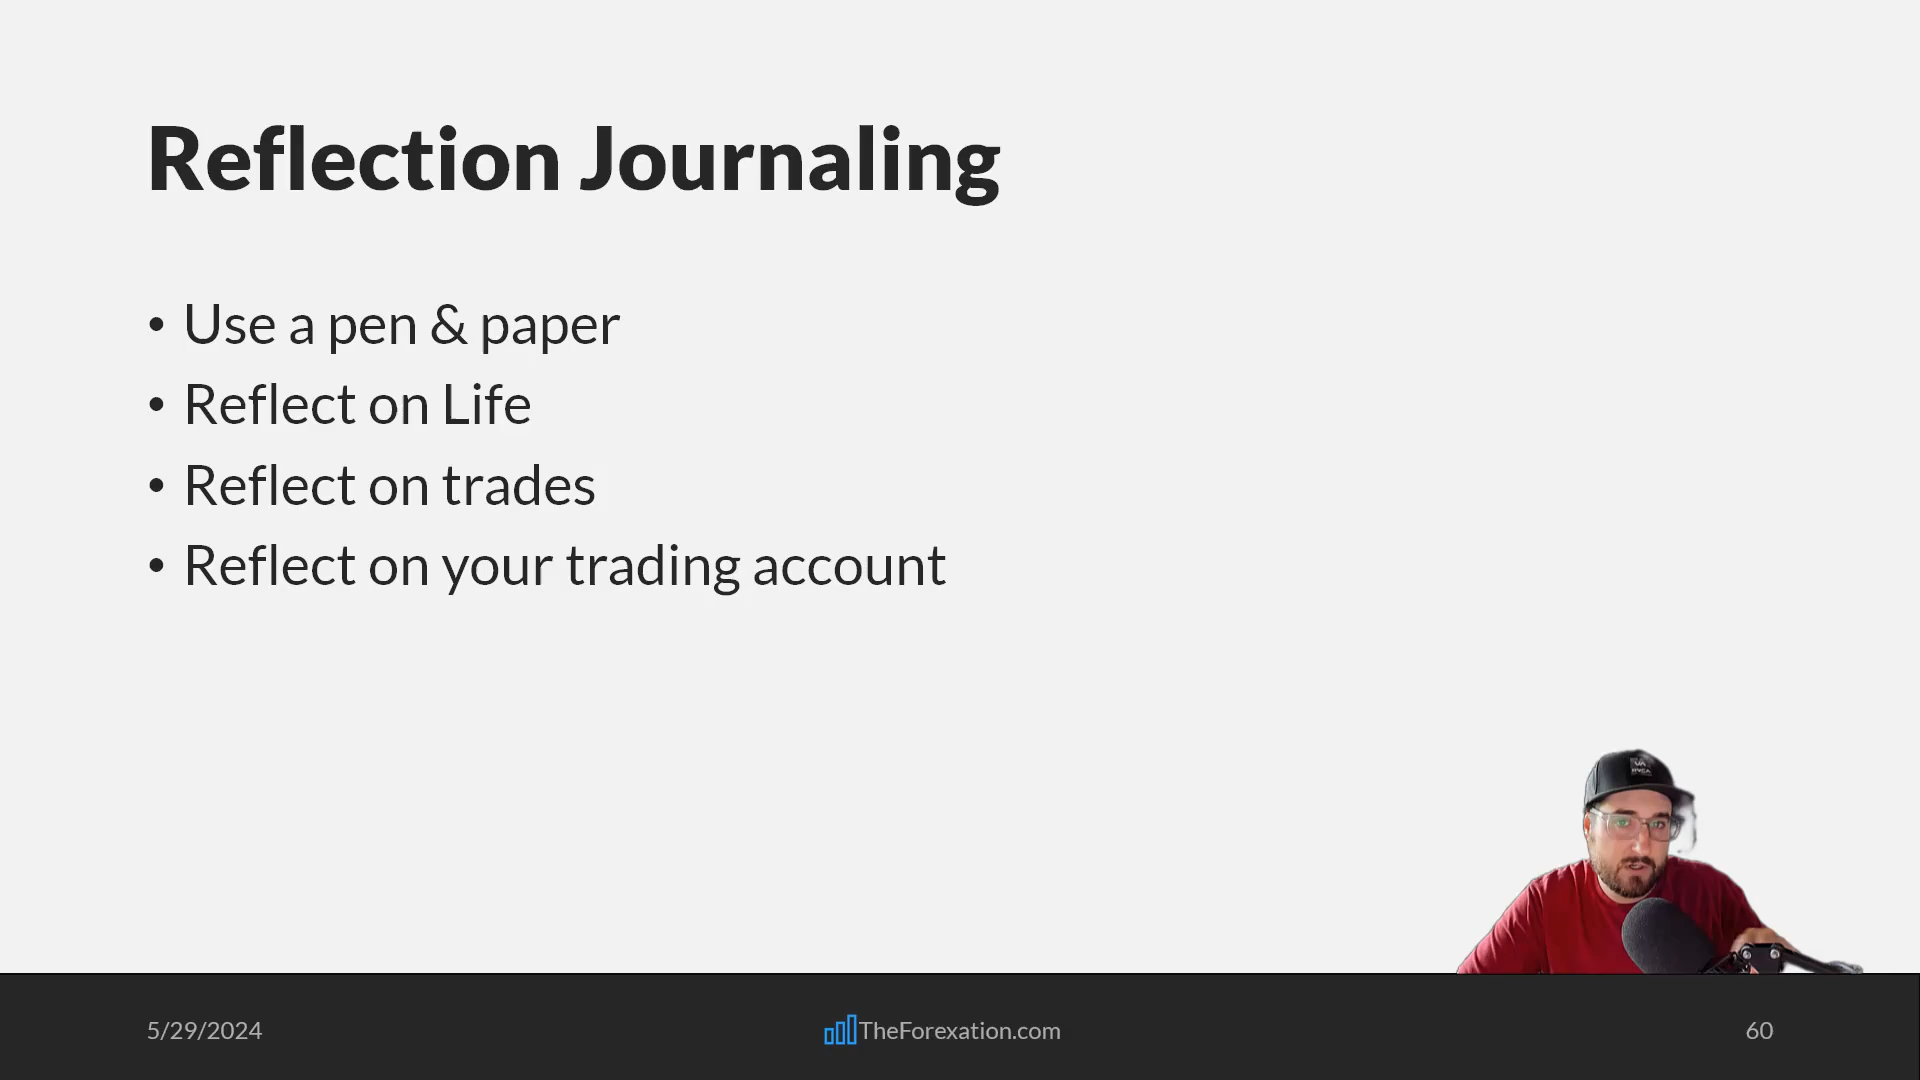 Reflection Journaling
• Use a pen & paper
• Reflect on Life
• Reflect on trades
• Reflect on your trading account
RVCA
5/29/2024
TheForexation.com
60